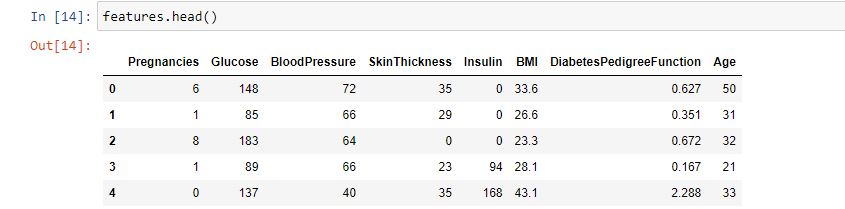 In [14]: features.head()
Out[14]:
Pregnancies Glucose BloodPressure SkinThickness Insulin BMI DiabetesPedigreeFunction Age
0 6 148 72 35 0 33.6 0.627 50
1 1 85 66 29 0 26.6 0.351 31
2 8 183 64 0 0 23.3 0.672 32
3 1 89 66 23 94 28.1 0.167 21
4 0 137 40 35 168 43.1 2.288 33